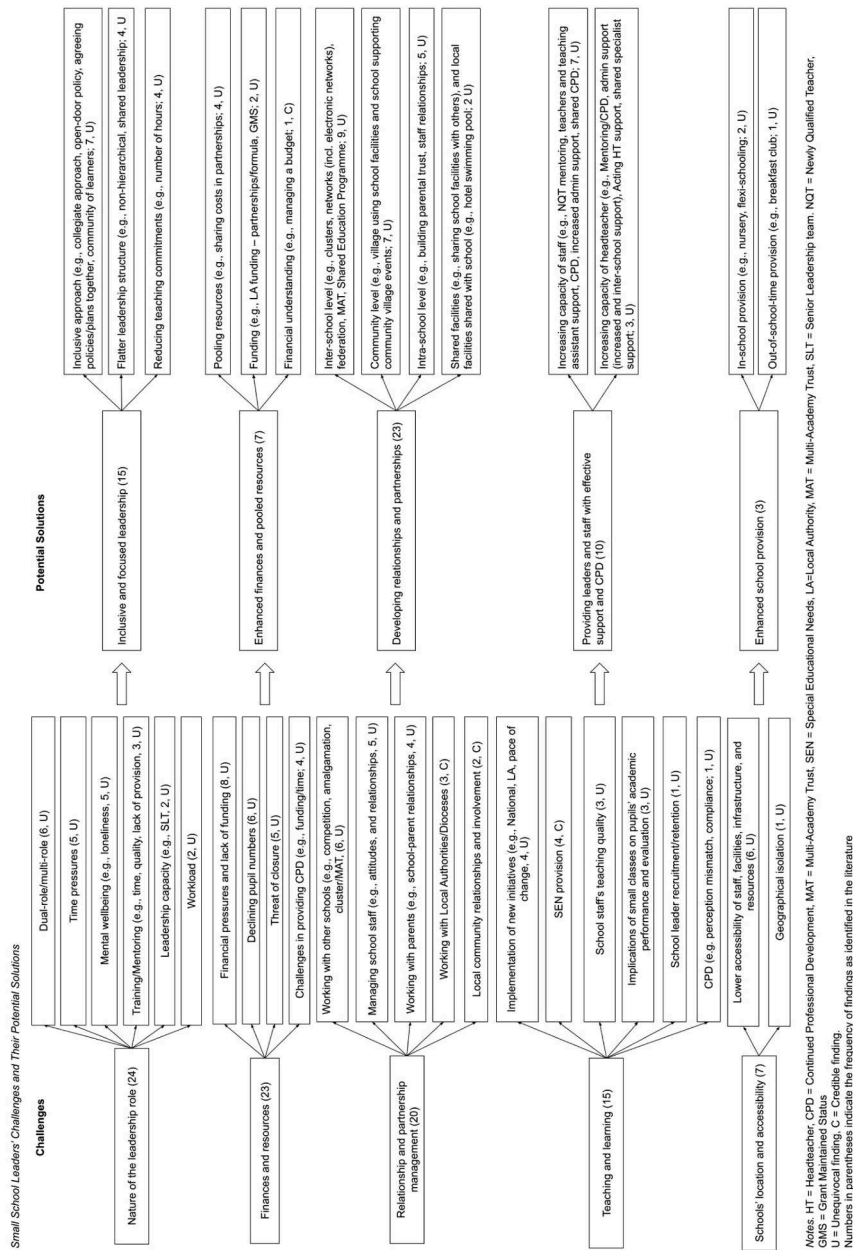 Small School Leaders' Challenges and Their Potential Solutions
Challenges
Potential Solutions
Nature of the leadership role (24)
Dual-role/multi-role (6, U)
Time pressures (5, U)
Mental wellbeing (e.g., loneliness, 5, U)
Training/Mentoring (e.g., time, quality, lack of provision, 3, U)
Leadership capacity (e.g., SLT, 2, U)
Workload (2, U)
Inclusive and focused leadership (15)
Inclusive approach (e.g., collegiate approach, open-door policy, agreeing
policies/plans together, community of learners; 7, U)
Flatter leadership structure (e.g., non-hierarchical, shared leadership; 4, U
Reducing teaching commitments (e.g., number of hours; 4, U)
Finances and resources (23)
Financial pressures and lack of funding (8, U)
Declining pupil numbers (6, U)
Threat of closure (5, U)
Challenges in providing CPD (e.g., funding/time; 4, U)
Enhanced finances and pooled resources (7)
Pooling resources (e.g., sharing costs in partnerships; 4, U)
Funding (e.g., LA funding – partnerships/formula, GMS; 2, U)
Financial understanding (e.g., managing a budget; 1, C)
Relationship and partnership
management (20)
Working with other schools (e.g., competition, amalgamation,
cluster/MAT, (6, U)
Managing school staff (e.g., attitudes, and relationships, 5, U)
Working with parents (e.g., school-parent relationships, 4, U)
Working with Local Authorities/Dioceses (3, C)
Local community relationships and involvement (2, C)
Developing relationships and partnerships (23)
Inter-school level (e.g., clusters, networks (incl. electronic networks),
federation, MAT, Shared Education Programme; 9, U)
Community level (e.g., village using school facilities and school supporting
community village events; 7, U)
Intra-school level (e.g., building parental trust, staff relationships; 5, U)
Shared facilities (e.g., sharing school facilities with others), and local
facilities shared with school (e.g., hotel swimming pool; 2 U)
Teaching and learning (15)
Implementation of new initiatives (e.g., National, LA, pace of
change, 4, U)
SEN provision (4, C)
School staff's teaching quality (3, U)
Implications of small classes on pupils' academic
performance and evaluation (3, U)
School leader recruitment/retention (1, U)
CPD (e.g. perception mismatch, compliance; 1, U)
Providing leaders and staff with effective
support and CPD (10)
Increasing capacity of staff (e.g., NQT mentoring, teachers and teaching
assistant support, CPD, increased admin support, shared CPD; 7, U)
Increasing capacity of headteacher (e.g., Mentoring/CPD, admin support
(increased and inter-school support), Acting HT support, shared specialist
support; 3, U)
Schools' location and accessibility (7)
Lower accessibility of staff, facilities, infrastructure, and
resources (6, U)
Geographical isolation (1, U)
Enhanced school provision (3)
In-school provision (e.g., nursery, flexi-schooling; 2, U)
Out-of-school-time provision (e.g., breakfast club; 1, U)
Notes. HT = Headteacher, CPD = Continued Professional Development, MAT = Multi-Academy Trust, SEN = Special Educational Needs, LA=Local Authority, MAT = Multi-Academy Trust, SLT = Senior Leadership team. NQT = Newly Qualified Teacher,
GMS = Grant Maintained Status
U = Unequivocal finding, C = Credible finding.
Numbers in parentheses indicate the frequency of findings as identified in the literature